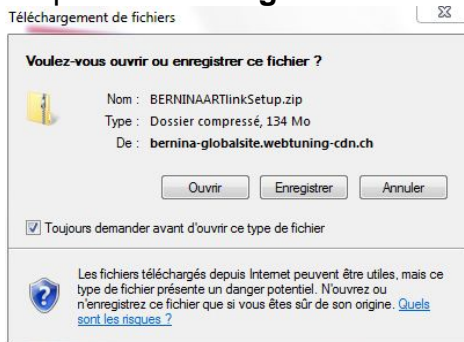 Téléchargement de fichiers
Voulez-vous ouvrir ou enregistrer ce fichier ?
Nom : BERNINAARTlinkSetup.zip
Type : Dossier compressé, 134 Mo
De : bernina-globalsite.webtuning-cdn.ch
Ouvrir Enregistrer Annuler
Toujours demander avant d'ouvrir ce type de fichier
Les fichiers téléchargés depuis Internet peuvent être utiles, mais ce
type de fichier présente un danger potentiel. N'ouvrez ou
n'enregistrez ce fichier que si vous êtes sûr de son origine. Quels
sont les risques ?